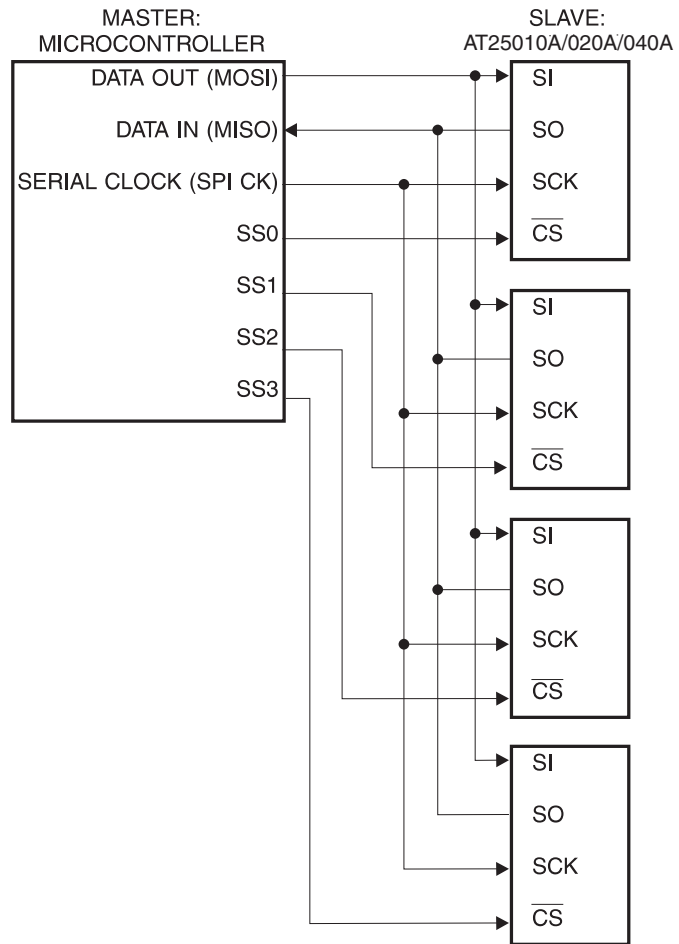 MASTER:
MICROCONTROLLER
SLAVE:
AT25010A/020A/040A
DATA OUT (MOSI)
DATA IN (MISO)
SERIAL CLOCK (SPI CK)
SS0
SS1
SS2
SS3
SI
SO
SCK
CS
SI
SO
SCK
CS
SI
SO
SCK
CS
SI
SO
SCK
CS